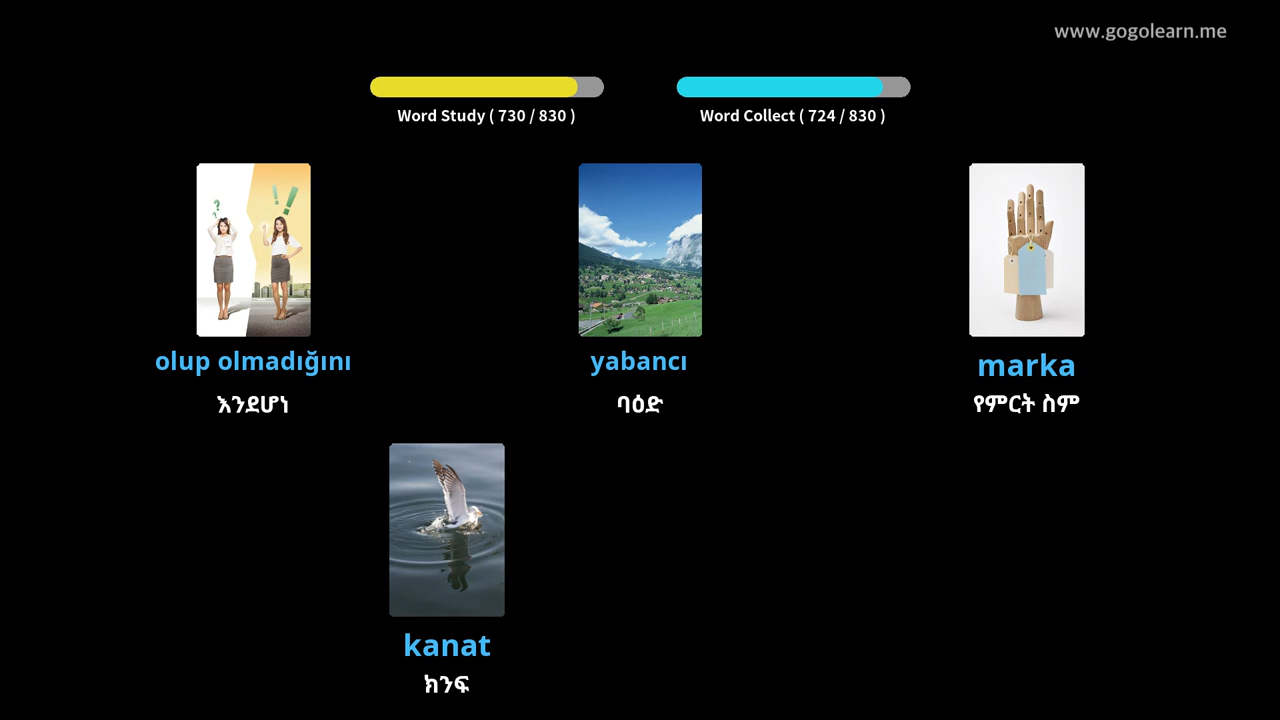 www.gogolearn.me
Word Study ( 730 / 830 )
Word Collect ( 724 / 830 )
olup olmadığını
yabancı
marka
እንደሆነ
ባዕድ
የምርት ስም
kanat
ክንፍ